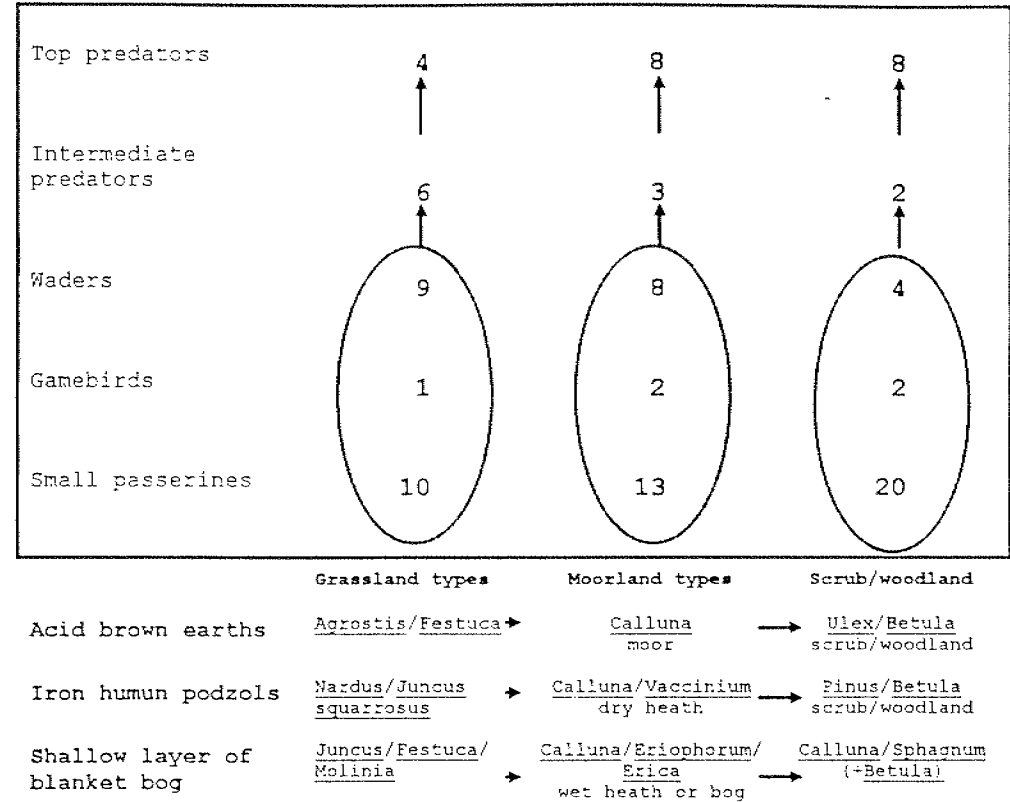 Top predators 4 8 8
Intermediate
predators 6 3 2
Waders 9 8 4
Gamebirds 1 2 2
Small passerines 10 13 20
Grassland types Moorland types Scrub/woodland
Acid brown earths Agrostis/Festuca Calluna Ulex/Betula
moor scrub/woodland
Iron humun podzols Nardus/Juncus Calluna/Vaccinium Pinus/Betula
squarrosus dry heath scrub/woodland
Shallow layer of Juncus/Festuca/ Calluna/Eriophorum/ Calluna/Sphagnum
blanket bog Molinia Erica (+Betula)
wet heath or bog